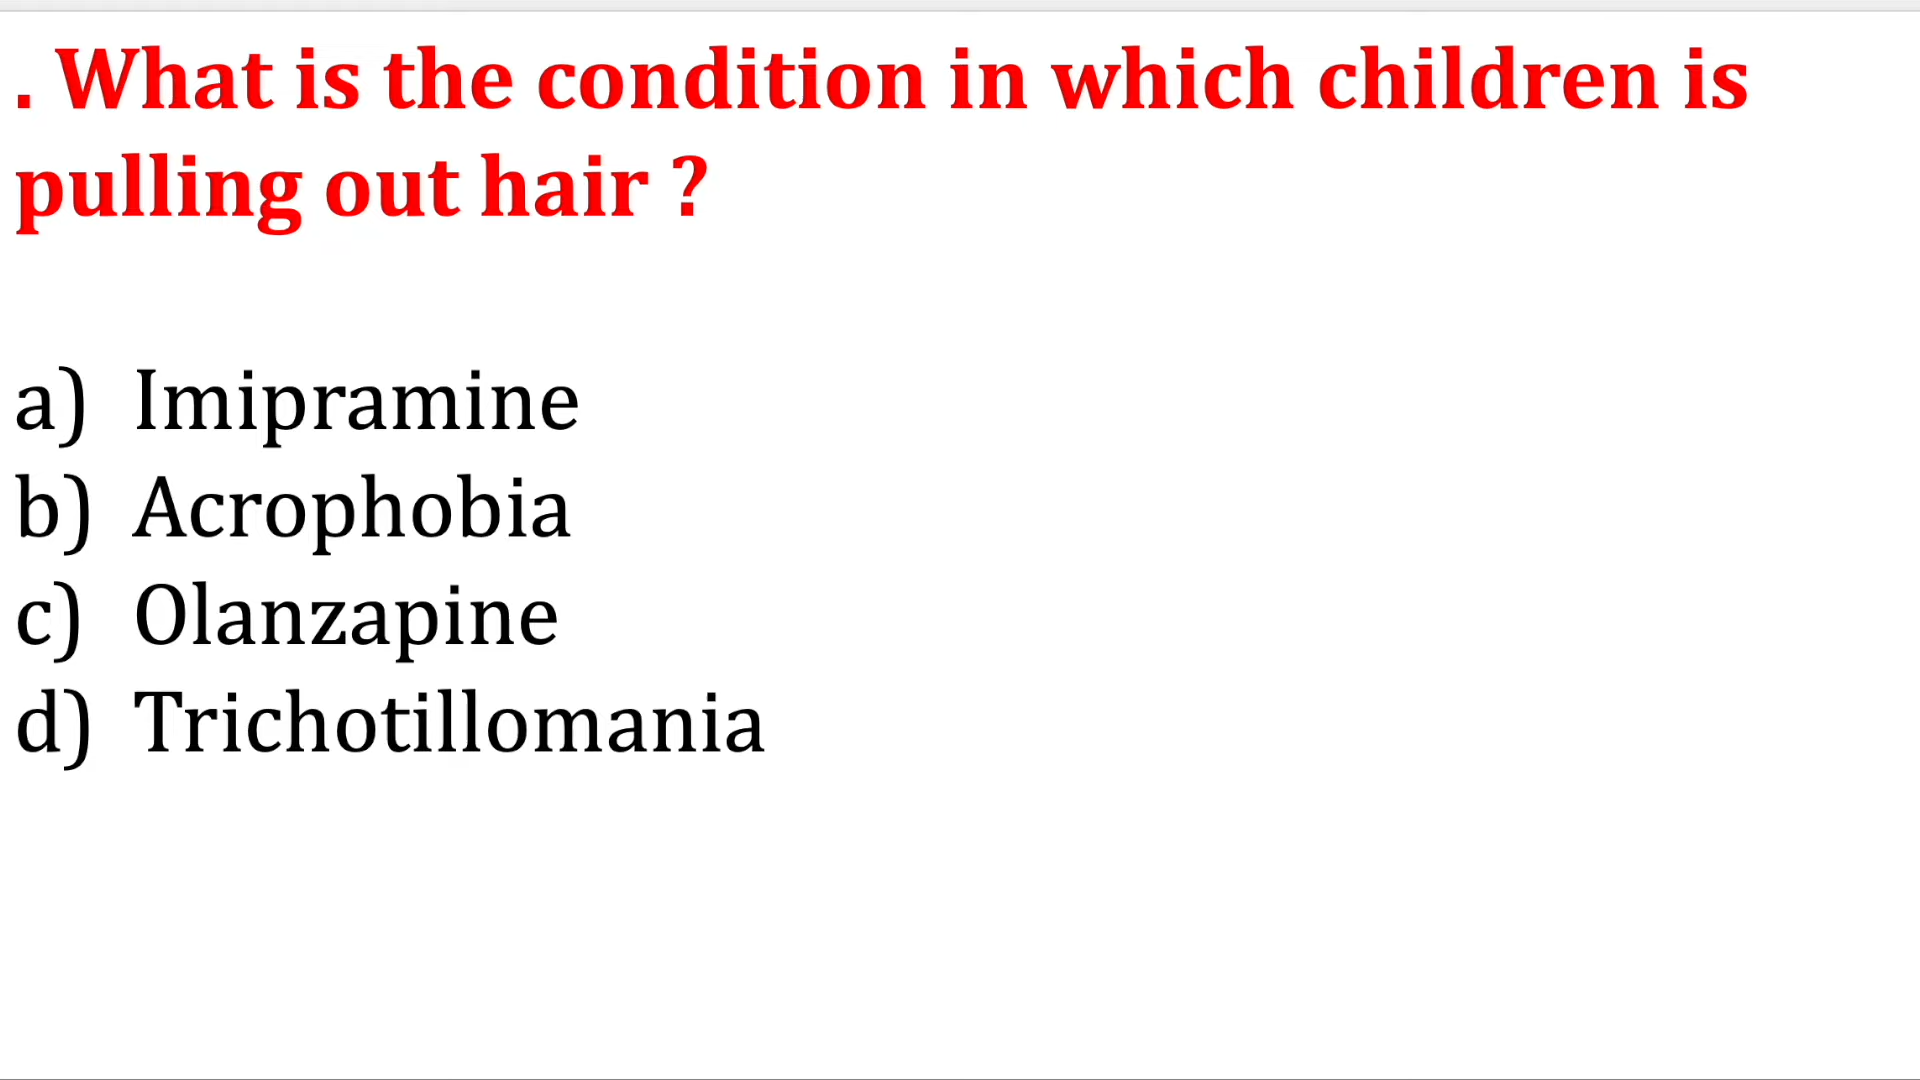 . What is the condition in which children is
pulling out hair ?
a) Imipramine
b) Acrophobia
c) Olanzapine
d) Trichotillomania